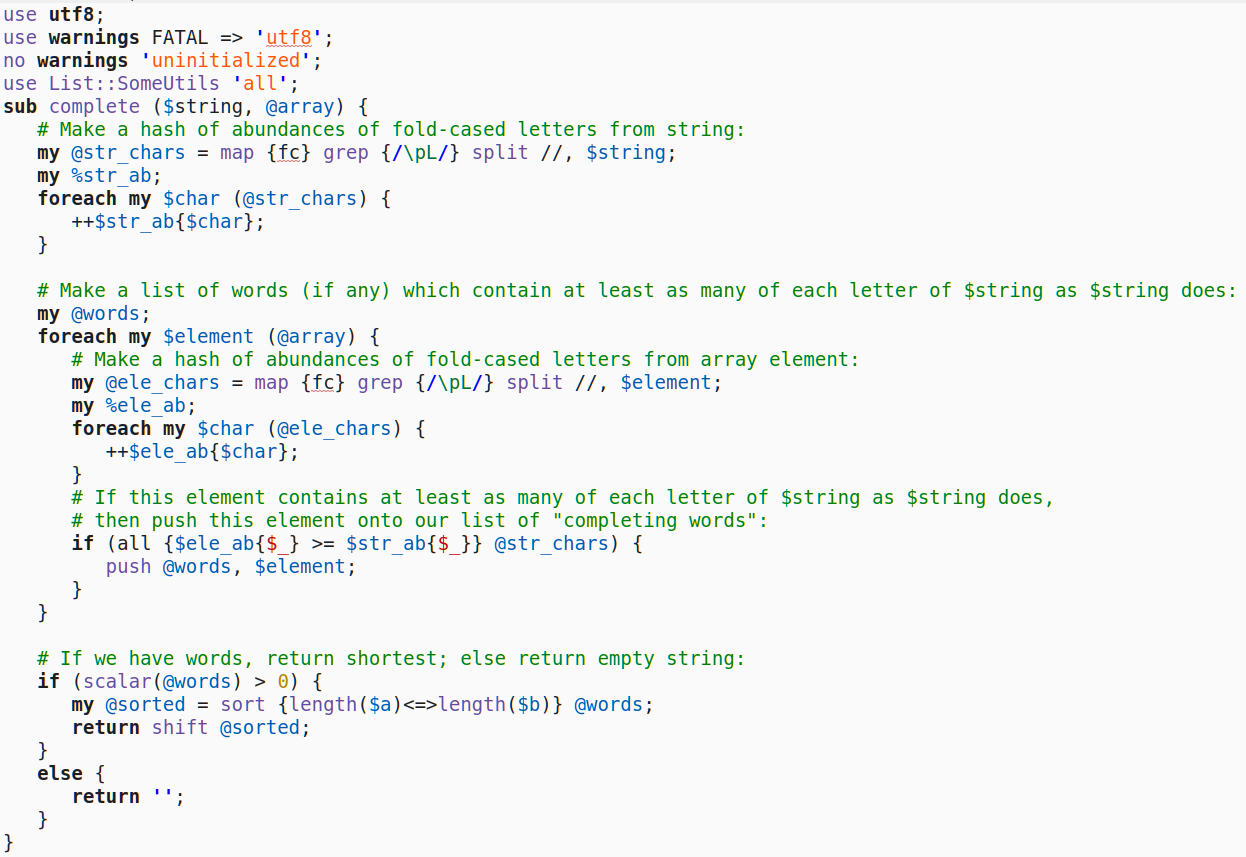 use utf8;
use warnings FATAL => 'utf8';
no warnings 'uninitialized';
use List::SomeUtils 'all';
sub complete ($string, @array) {
   # Make a hash of abundances of fold-cased letters from string:
   my @str_chars = map {fc} grep {/\pL/} split //, $string;
   my %str_ab;
   foreach my $char (@str_chars) {
      ++$str_ab{$char};
   }

   # Make a list of words (if any) which contain at least as many of each letter of $string as $string does:
   my @words;
   foreach my $element (@array) {
      # Make a hash of abundances of fold-cased letters from array element:
      my @ele_chars = map {fc} grep {/\pL/} split //, $element;
      my %ele_ab;
      foreach my $char (@ele_chars) {
         ++$ele_ab{$char};
      }
      # If this element contains at least as many of each letter of $string as $string does,
      # then push this element onto our list of "completing words":
      if (all {$ele_ab{$_} >= $str_ab{$_}} @str_chars) {
         push @words, $element;
      }
   }

   # If we have words, return shortest; else return empty string:
   if (scalar(@words) > 0) {
      my @sorted = sort {length($a)<=>length($b)} @words;
      return shift @sorted;
   }
   else {
      return '';
   }
}